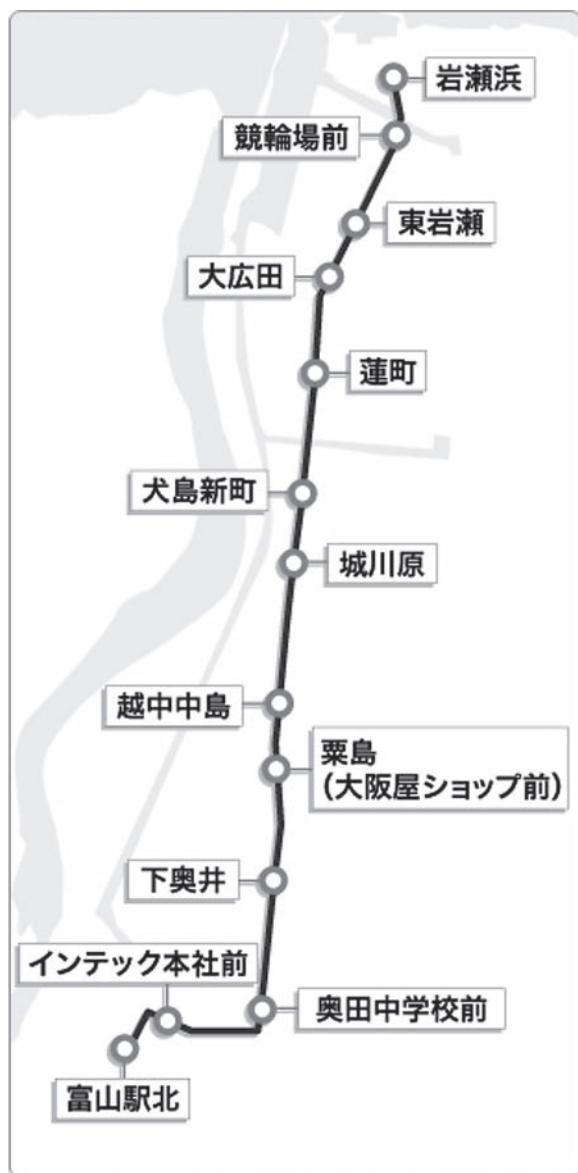 岩瀬浜
競輪場前
東岩瀬
大広田
蓮町
犬島新町
城川原
越中中島
粟島
（大阪屋ショップ前）
下奥井
インテック本社前
奥田中学校前
富山駅北